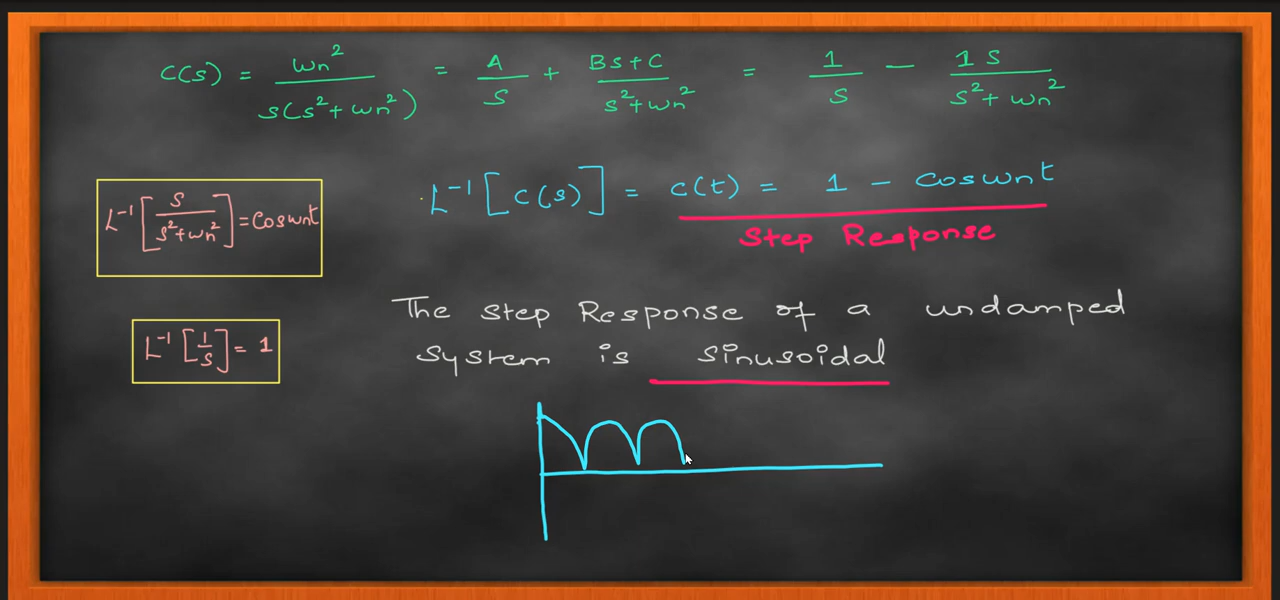 C(s) = wn² / s(s²+wn²) = A/s + Bs+C / s²+wn² = 1/s − 1s / s²+wn²
L⁻¹[s / s²+wn²] = coswnt
L⁻¹[C(s)] = c(t) = 1 − coswnt
Step Response
L⁻¹[1/s] = 1
The step Response of a undamped
system is sinusoidal